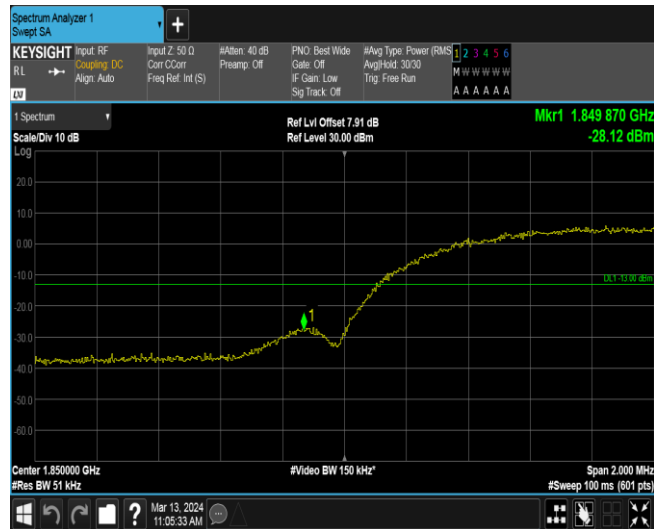 Spectrum Analyzer 1
Swept SA
+
KEYSIGHT
RL
LXI
Input: RF
Coupling: DC
Align: Auto
Input Z: 50 Ω
Corr CCorr
Freq Ref: Int (S)
#Atten: 40 dB
Preamp: Off
PNO: Best Wide
Gate: Off
IF Gain: Low
Sig Track: Off
#Avg Type: Power (RMS
Avg|Hold: 30/30
Trig: Free Run
1 2 3 4 5 6
M W W W W W
A A A A A A
1 Spectrum
Scale/Div 10 dB
Log
Ref Lvl Offset 7.91 dB
Ref Level 30.00 dBm
Mkr1 1.849 870 GHz
-28.12 dBm
20.0
10.0
0.00
-10.0
DL1 -13.00 dBm
1
-20.0
-30.0
-40.0
-50.0
-60.0
Center 1.850000 GHz
#Res BW 51 kHz
#Video BW 150 kHz*
Span 2.000 MHz
#Sweep 100 ms (601 pts)
?
Mar 13, 2024
11:05:33 AM